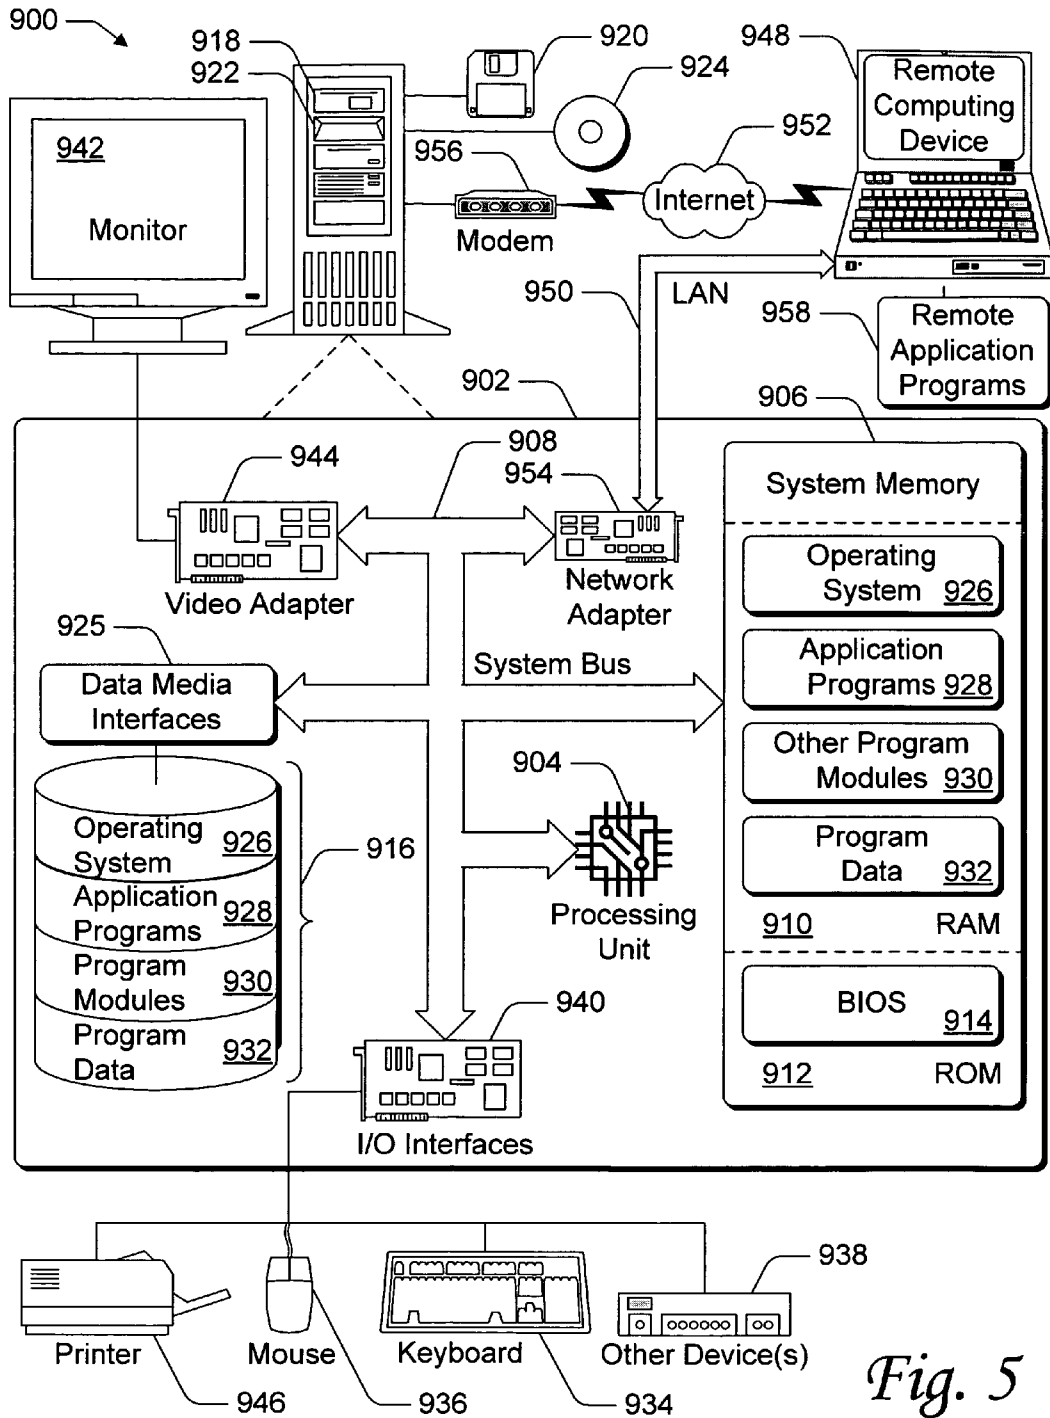 900
918
922
920
924
948
Remote
Computing
Device
942
Monitor
956
Modem
952
Internet
950
LAN
958
Remote
Application
Programs
902
906
944
908
954
System Memory
Video Adapter
Network
Adapter
Operating
System 926
925
Data Media
Interfaces
System Bus
Application
Programs 928
Other Program
Modules 930
904
Processing
Unit
Program
Data 932
910 RAM
Operating
System 926
Application
Programs 928
Program
Modules 930
Program
Data 932
916
BIOS 914
912 ROM
940
I/O Interfaces
938
Printer
Mouse
Keyboard
Other Device(s)
946
936
934
Fig. 5